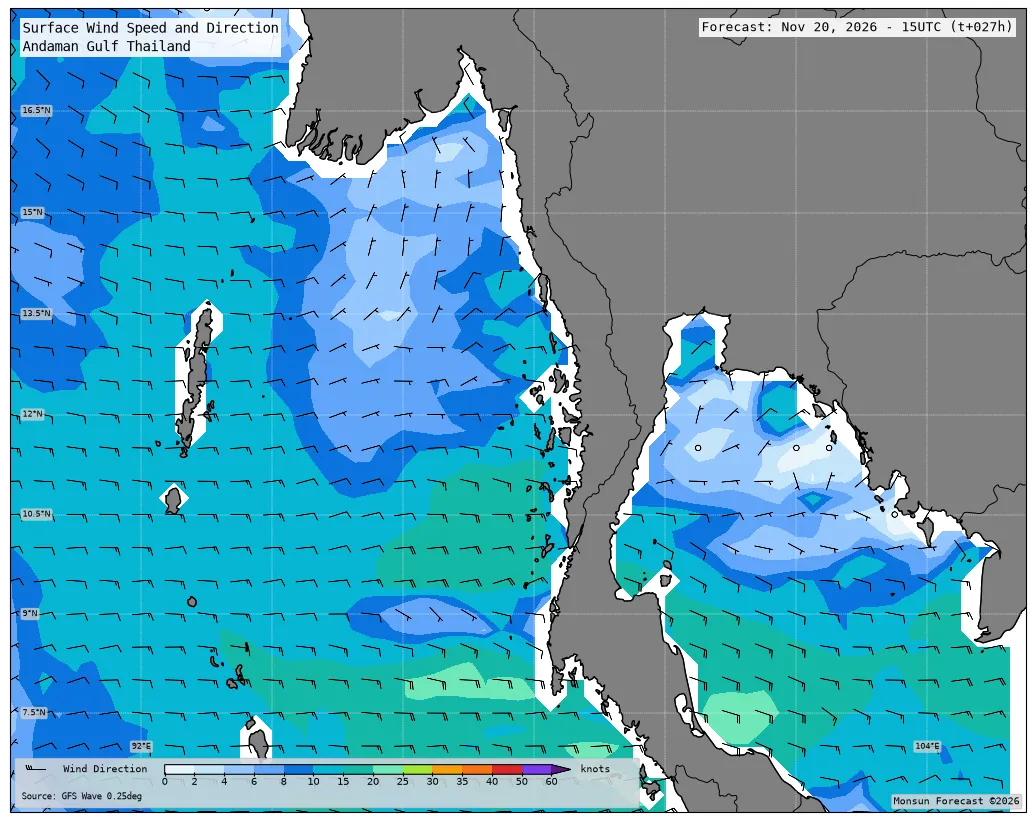 Surface Wind Speed and Direction
Andaman Gulf Thailand
Forecast: Nov 20, 2026 - 15UTC (t+027h)
16.5°N
15°N
13.5°N
12°N
10.5°N
9°N
7.5°N
92°E
104°E
Wind Direction
knots
0 2 4 6 8 10 15 20 25 30 35 40 50 60
Source: GFS Wave 0.25deg
Monsun Forecast ©2026